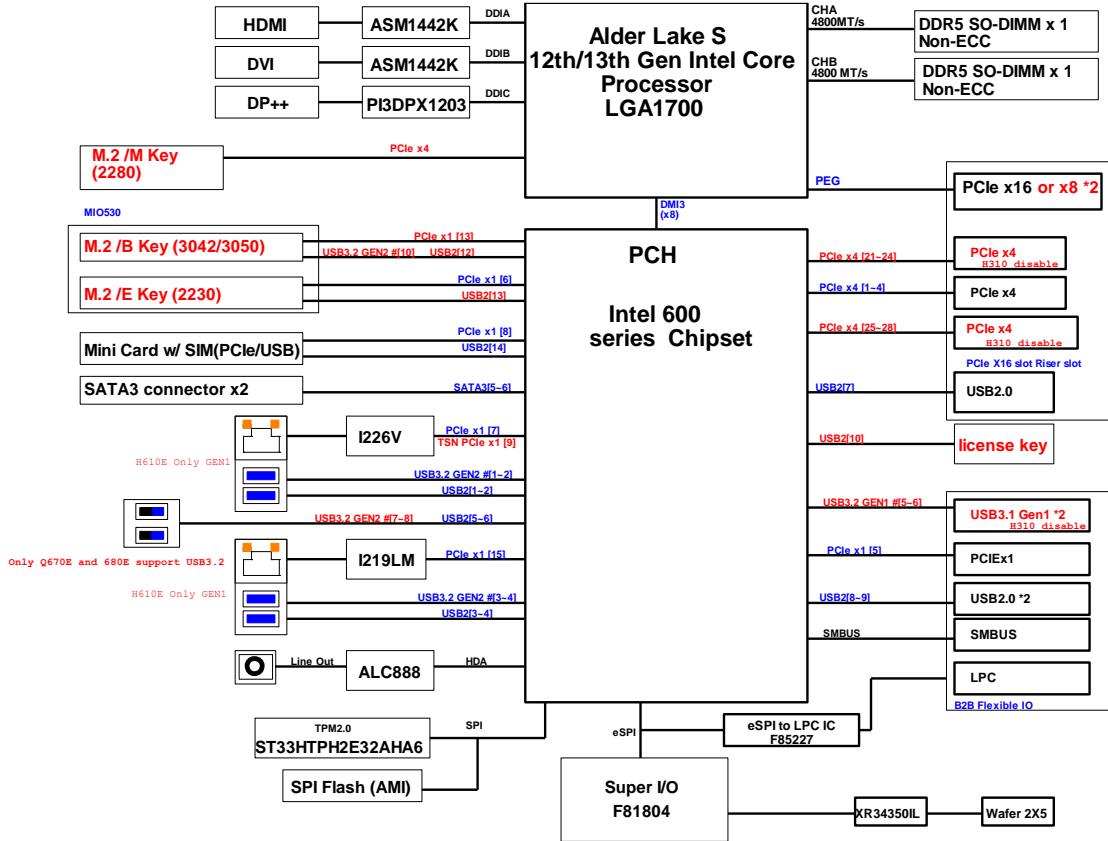 HDMI
ASM1442K
DDIA
DVI
ASM1442K
DDIB
DP++
PI3DPX1203
DDIC
Alder Lake S
12th/13th Gen Intel Core
Processor
LGA1700
CHA
4800MT/s
DDR5 SO-DIMM x 1
Non-ECC
CHB
4800 MT/s
DDR5 SO-DIMM x 1
Non-ECC
M.2 /M Key
(2280)
PCIe x4
PEG
PCIe x16 or x8 *2
DMI3
(x8)
MIO530
M.2 /B Key (3042/3050)
PCIe x1 [13]
USB3.2 GEN2 #[10] USB2[12]
M.2 /E Key (2230)
PCIe x1 [6]
USB2[13]
Mini Card w/ SIM(PCIe/USB)
PCIe x1 [8]
USB2[14]
SATA3 connector x2
SATA3[5~6]
PCH
Intel 600
series Chipset
PCIe x4 [21~24]
PCIe x4
H310 disable
PCIe x4 [1~4]
PCIe x4
PCIe x4 [25~28]
PCIe x4
H310 disable
PCIe X16 slot Riser slot
USB2[7]
USB2.0
USB2[10]
license key
I226V
PCIe x1 [7]
TSN PCIe x1 [9]
H610E Only GEN1
USB3.2 GEN2 #[1~2]
USB2[1~2]
USB3.2 GEN2 #[7~8] USB2[5~6]
Only Q670E and 680E support USB3.2
I219LM
PCIe x1 [15]
H610E Only GEN1
USB3.2 GEN2 #[3~4]
USB2[3~4]
Line Out
ALC888
HDA
USB3.2 GEN1 #[5~6]
USB3.1 Gen1 *2
H310 disable
PCIe x1 [5]
PCIEx1
USB2[8~9]
USB2.0 *2
SMBUS
SMBUS
LPC
B2B Flexible IO
TPM2.0
ST33HTPH2E32AHA6
SPI
SPI Flash (AMI)
eSPI
eSPI to LPC IC
F85227
Super I/O
F81804
XR34350IL
Wafer 2X5